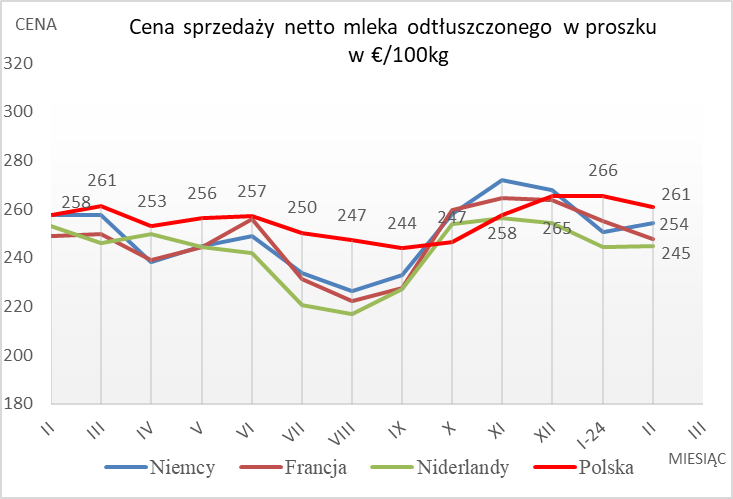 CENA
Cena sprzedaży netto mleka odtłuszczonego w proszku
w €/100kg
320
300
280
260
240
220
200
180
258
261
253
256
257
250
247
244
247
258
265
266
261
254
245
II
III
IV
V
VI
VII
VIII
IX
X
XI
XII
I-24
II
III
MIESIĄC
Niemcy
Francja
Niderlandy
Polska